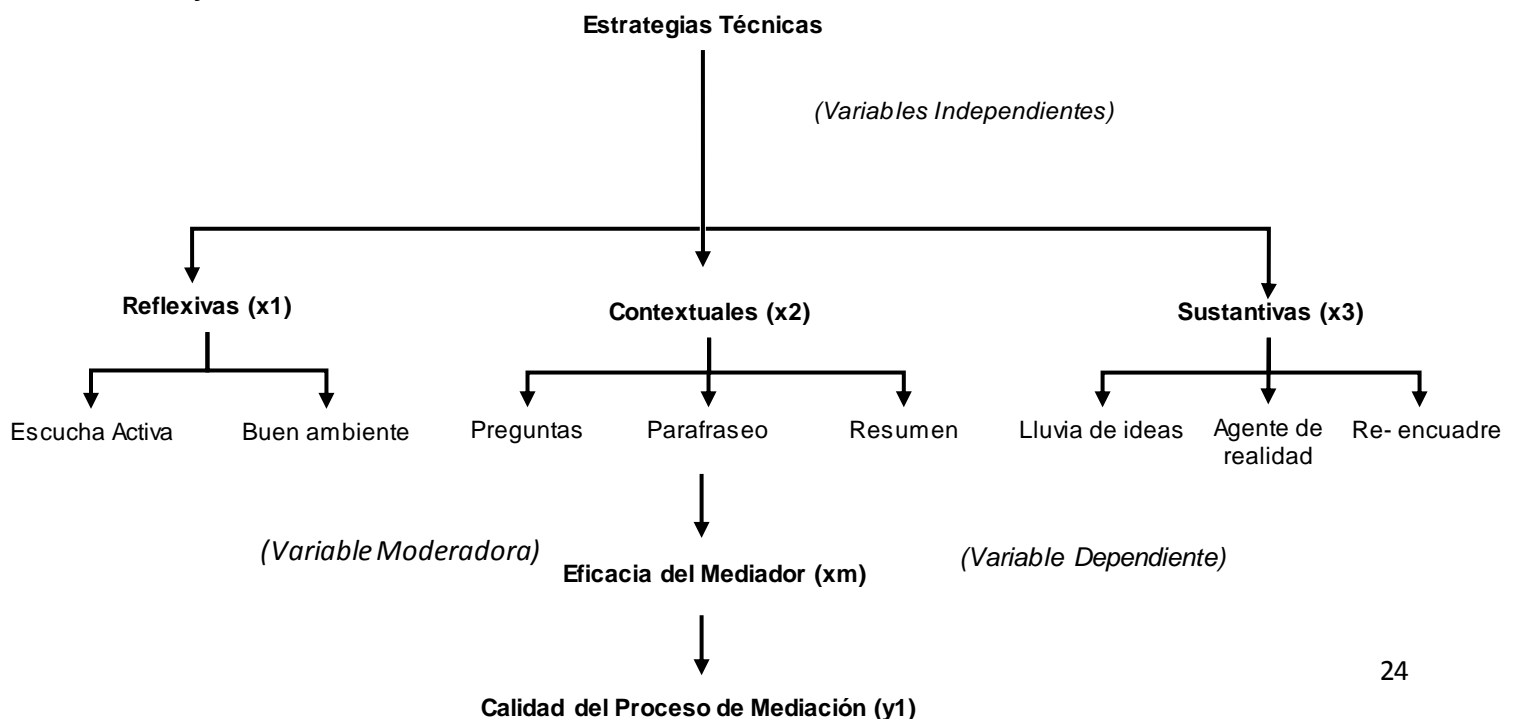 Estrategias Técnicas
(Variables Independientes)
Reflexivas (x1)
Contextuales (x2)
Sustantivas (x3)
Escucha Activa
Buen ambiente
Preguntas
Parafraseo
Resumen
Lluvia de ideas
Agente de
realidad
Re- encuadre
(Variable Moderadora)
Eficacia del Mediador (xm)
(Variable Dependiente)
24
Calidad del Proceso de Mediación (y1)